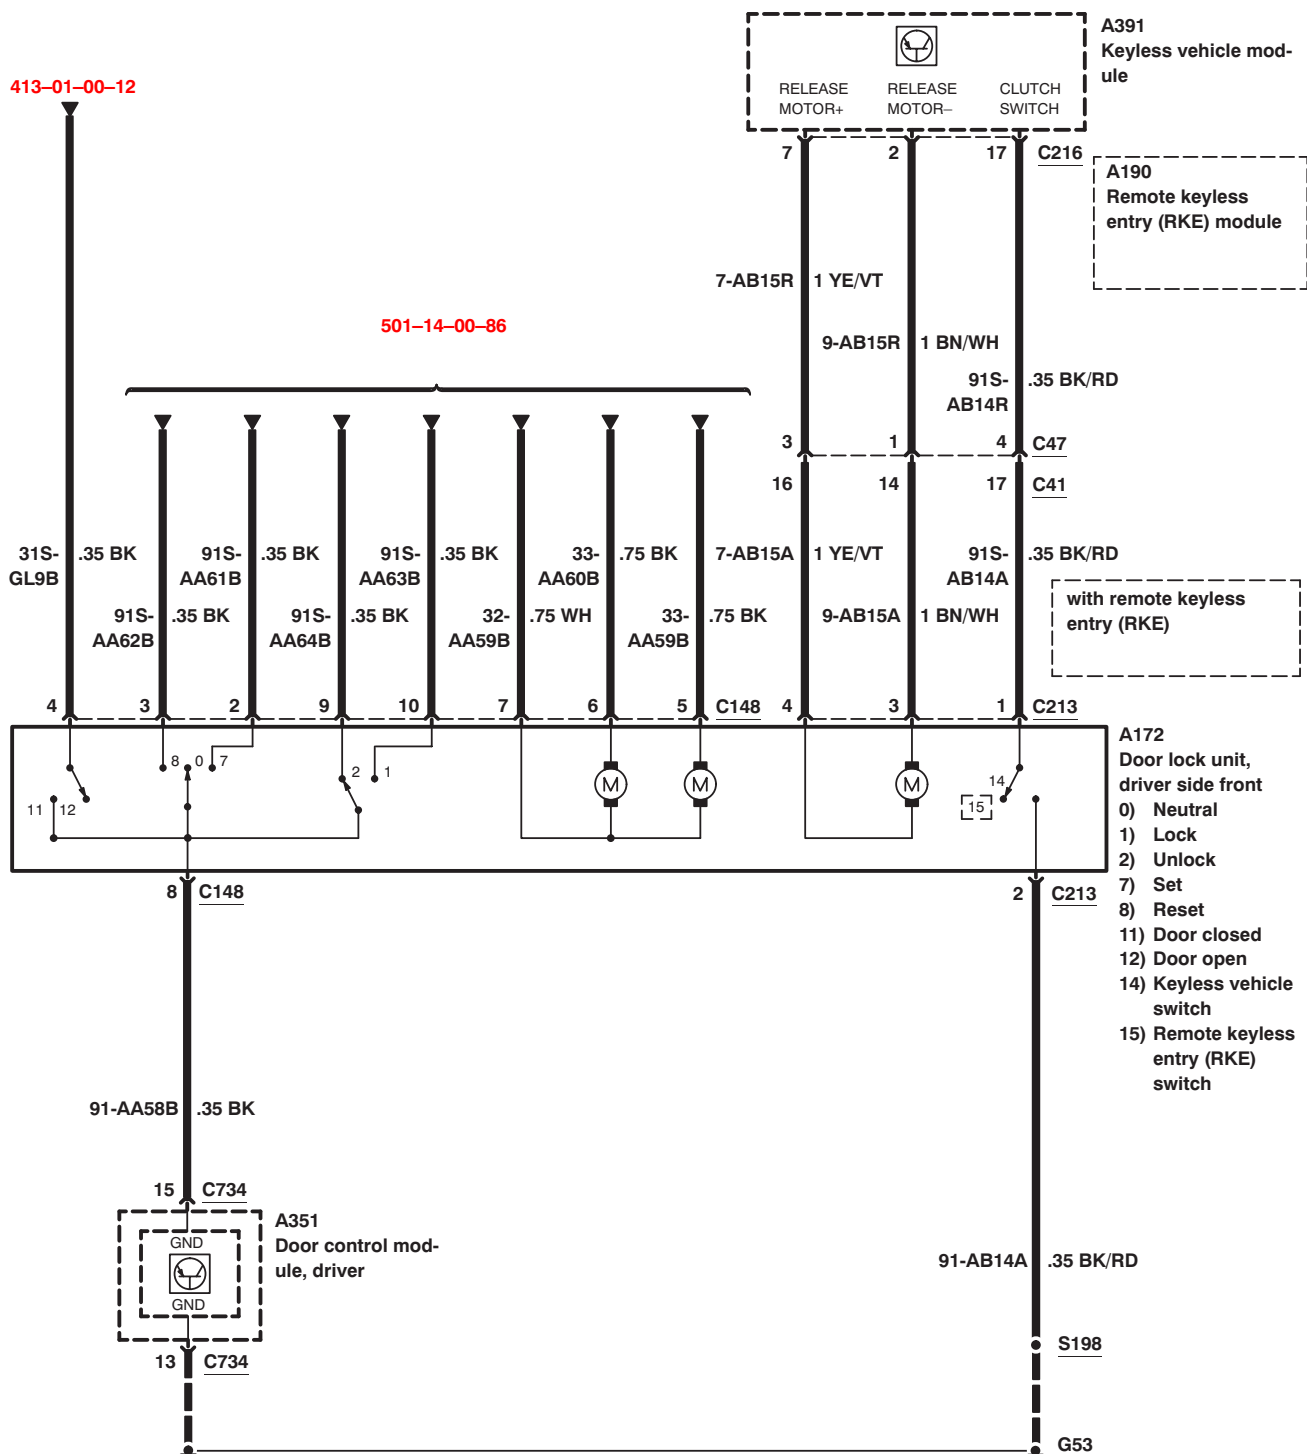 A391
Keyless vehicle mod-
ule
413–01–00–12
RELEASE MOTOR+
RELEASE MOTOR–
CLUTCH SWITCH
7 2 17 C216
A190
Remote keyless
entry (RKE) module
7-AB15R 1 YE/VT
501–14–00–86
9-AB15R 1 BN/WH
91S-AB14R .35 BK/RD
3 1 4 C47
16 14 17 C41
31S-GL9B .35 BK
91S-AA61B .35 BK
91S-AA63B .35 BK
33-AA60B .75 BK
7-AB15A 1 YE/VT
91S-AB14A .35 BK/RD
with remote keyless
entry (RKE)
91S-AA62B .35 BK
91S-AA64B .35 BK
32-AA59B .75 WH
33-AA59B .75 BK
9-AB15A 1 BN/WH
4 3 2 9 10 7 6 5 C148 4 3 1 C213
A172
Door lock unit,
driver side front
0) Neutral
1) Lock
2) Unlock
7) Set
8) Reset
11) Door closed
12) Door open
14) Keyless vehicle
switch
15) Remote keyless
entry (RKE)
switch
8 0 7 2 1
M M M
14
11 12 15
8 C148
2 C213
91-AA58B .35 BK
15 C734
A351
Door control mod-
ule, driver
GND
GND
91-AB14A .35 BK/RD
13 C734
S198
G53